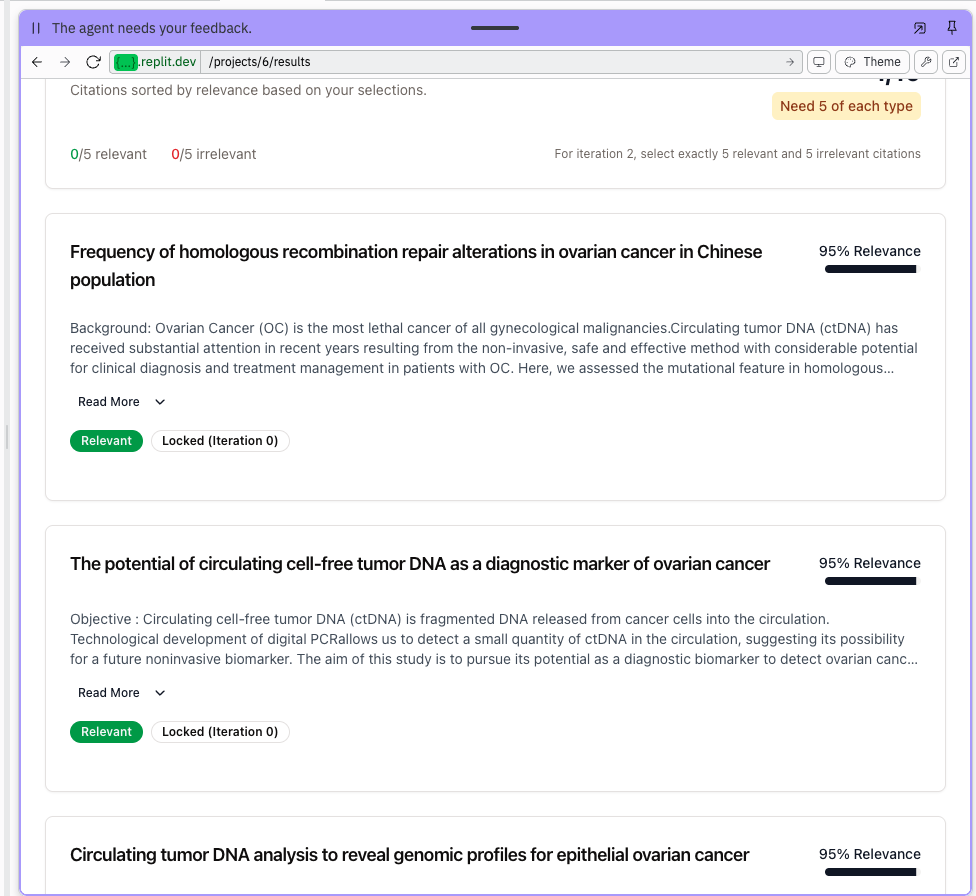 The agent needs your feedback.
{...}.replit.dev /projects/6/results Theme
Citations sorted by relevance based on your selections.
Need 5 of each type
0/5 relevant 0/5 irrelevant For iteration 2, select exactly 5 relevant and 5 irrelevant citations
Frequency of homologous recombination repair alterations in ovarian cancer in Chinese
population
95% Relevance
Background: Ovarian Cancer (OC) is the most lethal cancer of all gynecological malignancies.Circulating tumor DNA (ctDNA) has
received substantial attention in recent years resulting from the non-invasive, safe and effective method with considerable potential
for clinical diagnosis and treatment management in patients with OC. Here, we assessed the mutational feature in homologous...
Read More
Relevant Locked (Iteration 0)
The potential of circulating cell-free tumor DNA as a diagnostic marker of ovarian cancer
95% Relevance
Objective : Circulating cell-free tumor DNA (ctDNA) is fragmented DNA released from cancer cells into the circulation.
Technological development of digital PCRallows us to detect a small quantity of ctDNA in the circulation, suggesting its possibility
for a future noninvasive biomarker. The aim of this study is to pursue its potential as a diagnostic biomarker to detect ovarian canc...
Read More
Relevant Locked (Iteration 0)
Circulating tumor DNA analysis to reveal genomic profiles for epithelial ovarian cancer
95% Relevance